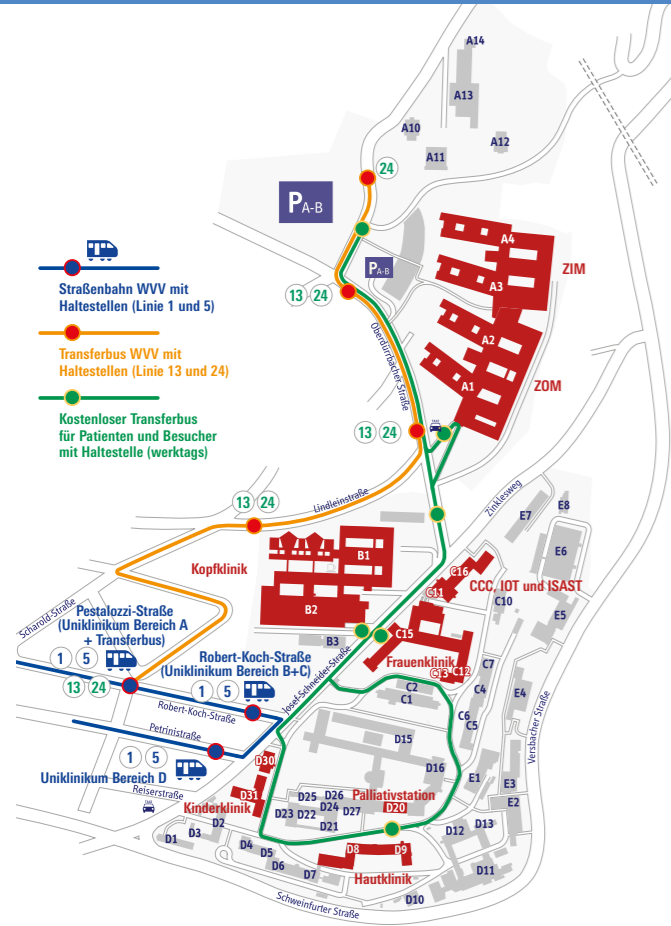 A14
A13
A10
A12
A11
24
PA-B
A4
ZIM
PA-B
A3
13 24
Straßenbahn WVV mit
Haltestellen (Linie 1 und 5)
Oberdürrbacher Straße
A2
Transferbus WVV mit
Haltestellen (Linie 13 und 24)
A1
ZOM
Kostenloser Transferbus
für Patienten und Besucher
mit Haltestelle (werktags)
13 24
TAXI
13 24
Lindleinstraße
Zinklesweg
E8
E7
Kopfklinik
B1
E6
C16
CCC, IOT und ISAST
C11
C10
B2
E5
Scharold-Straße
Pestalozzi-Straße
(Uniklinikum Bereich A
+ Transferbus)
1 5
13 24
B3
C15
Robert-Koch-Straße
(Uniklinikum Bereich B+C)
1 5
Josef-Schneider-Straße
Frauenklinik
C13
C12
C7
C4
E4
C2
C1
Robert-Koch-Straße
C6
C5
Versbacher Straße
Petrinistraße
1 5
Uniklinikum Bereich D
D15
D30
D16
E1
E3
Reiserstraße
TAXI
D31
Kinderklinik
D25
D26
Palliativstation
D24
D20
D23
D22
D27
D21
E2
D1
D3
D2
D12
D13
D4
D5
D6
D7
D8
D9
D11
Hautklinik
D10
Schweinfurter Straße